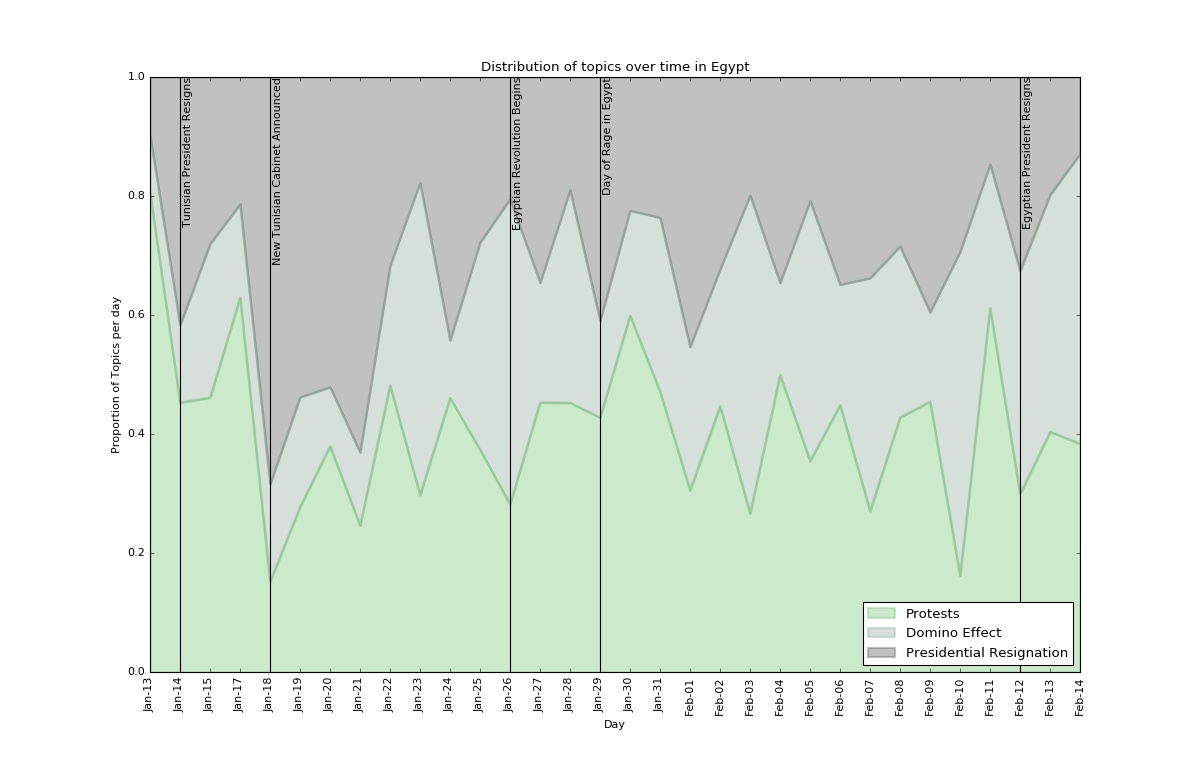 Distribution of topics over time in Egypt
1.0
0.8
0.6
0.4
0.2
0.0
Proportion of Topics per day
Tunisian President Resigns
New Tunisian Cabinet Announced
Egyptian Revolution Begins
Day of Rage in Egypt
Egyptian President Resigns
Protests
Domino Effect
Presidential Resignation
Jan-13
Jan-14
Jan-15
Jan-17
Jan-18
Jan-19
Jan-20
Jan-21
Jan-22
Jan-23
Jan-24
Jan-25
Jan-26
Jan-27
Jan-28
Jan-29
Jan-30
Jan-31
Feb-01
Feb-02
Feb-03
Feb-04
Feb-05
Feb-06
Feb-07
Feb-08
Feb-09
Feb-10
Feb-11
Feb-12
Feb-13
Feb-14
Day